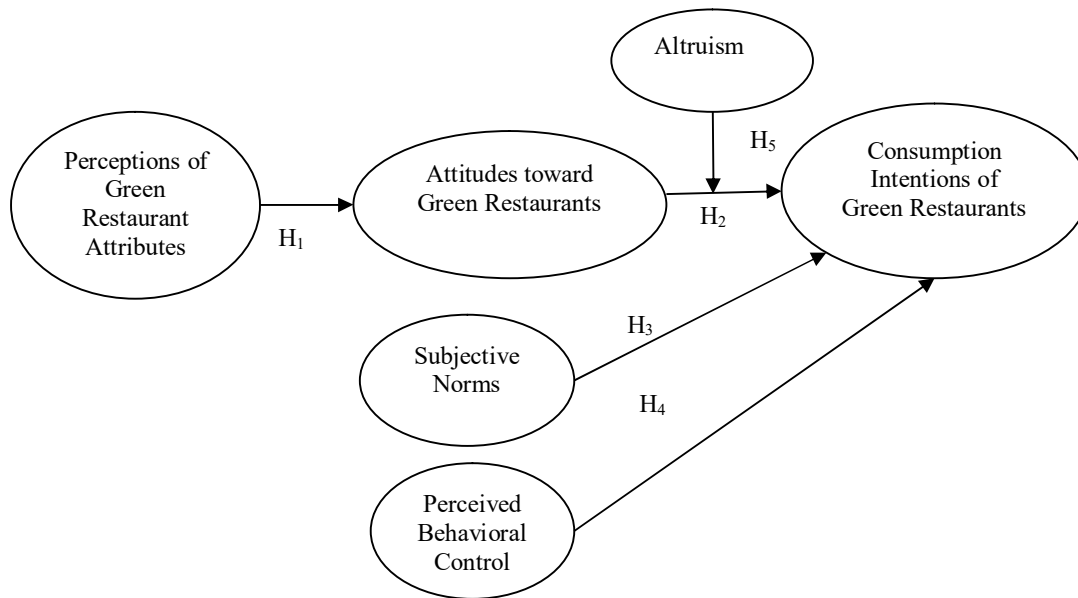 Altruism
Perceptions of
Green
Restaurant
Attributes
H₁
Attitudes toward
Green Restaurants
H₅
H₂
Consumption
Intentions of
Green Restaurants
Subjective
Norms
H₃
H₄
Perceived
Behavioral
Control